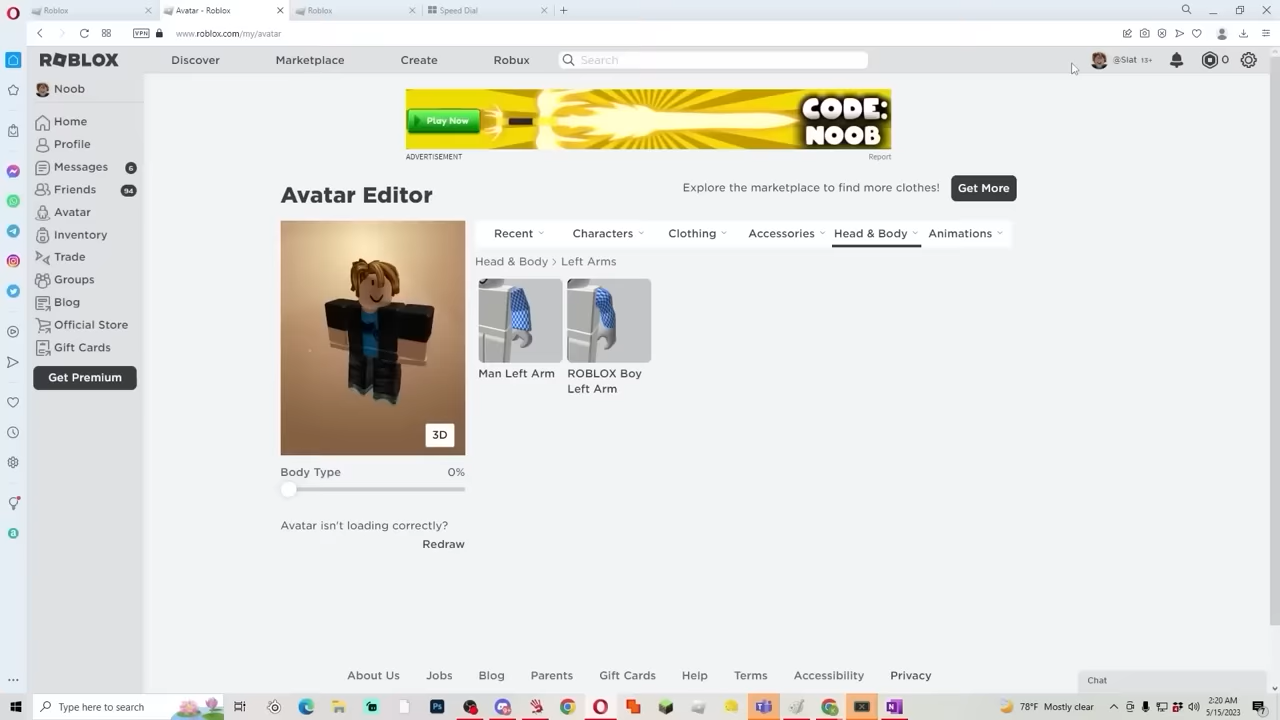 Roblox
Avatar - Roblox
Roblox
Speed Dial
VPN
www.roblox.com/my/avatar
ROBLOX
Discover
Marketplace
Create
Robux
Search
@Slat 13+
0
Noob
Home
Profile
Messages
6
Friends
94
Avatar
Inventory
Trade
Groups
Blog
Official Store
Gift Cards
Get Premium
Play Now
CODE:
NOOB
ADVERTISEMENT
Report
Avatar Editor
Explore the marketplace to find more clothes!
Get More
Recent
Characters
Clothing
Accessories
Head & Body
Animations
Head & Body > Left Arms
Man Left Arm
ROBLOX Boy
Left Arm
3D
Body Type
0%
Avatar isn't loading correctly?
Redraw
About Us
Jobs
Blog
Parents
Gift Cards
Help
Terms
Accessibility
Privacy
Chat
Type here to search
78°F Mostly clear
2:20 AM
5/15/2023